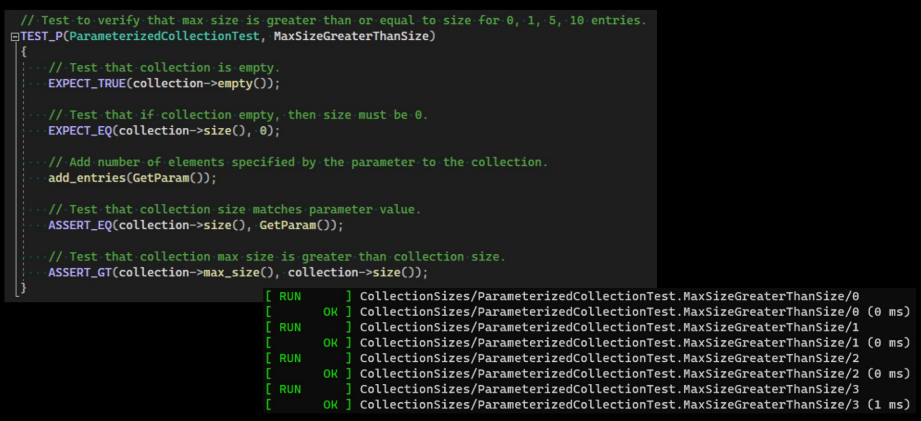 // Test to verify that max size is greater than or equal to size for 0, 1, 5, 10 entries.
TEST_P(ParameterizedCollectionTest, MaxSizeGreaterThanSize)
{
// Test that collection is empty.
EXPECT_TRUE(collection->empty());
// Test that if collection empty, then size must be 0.
EXPECT_EQ(collection->size(), 0);
// Add number of elements specified by the parameter to the collection.
add_entries(GetParam());
// Test that collection size matches parameter value.
ASSERT_EQ(collection->size(), GetParam());
// Test that collection max size is greater than collection size.
ASSERT_GT(collection->max_size(), collection->size());
}
[ RUN      ] CollectionSizes/ParameterizedCollectionTest.MaxSizeGreaterThanSize/0
[       OK ] CollectionSizes/ParameterizedCollectionTest.MaxSizeGreaterThanSize/0 (0 ms)
[ RUN      ] CollectionSizes/ParameterizedCollectionTest.MaxSizeGreaterThanSize/1
[       OK ] CollectionSizes/ParameterizedCollectionTest.MaxSizeGreaterThanSize/1 (0 ms)
[ RUN      ] CollectionSizes/ParameterizedCollectionTest.MaxSizeGreaterThanSize/2
[       OK ] CollectionSizes/ParameterizedCollectionTest.MaxSizeGreaterThanSize/2 (0 ms)
[ RUN      ] CollectionSizes/ParameterizedCollectionTest.MaxSizeGreaterThanSize/3
[       OK ] CollectionSizes/ParameterizedCollectionTest.MaxSizeGreaterThanSize/3 (1 ms)